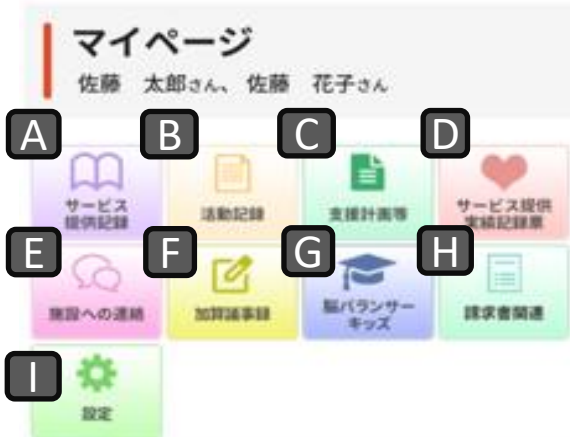 マイページ
佐藤 太郎さん、佐藤 花子さん
A
サービス
提供記録
B
活動記録
C
支援計画等
D
サービス提供
実績記録票
E
施設への連絡
F
加算議事録
G
脳バランサー
キッズ
H
請求書関連
I
設定